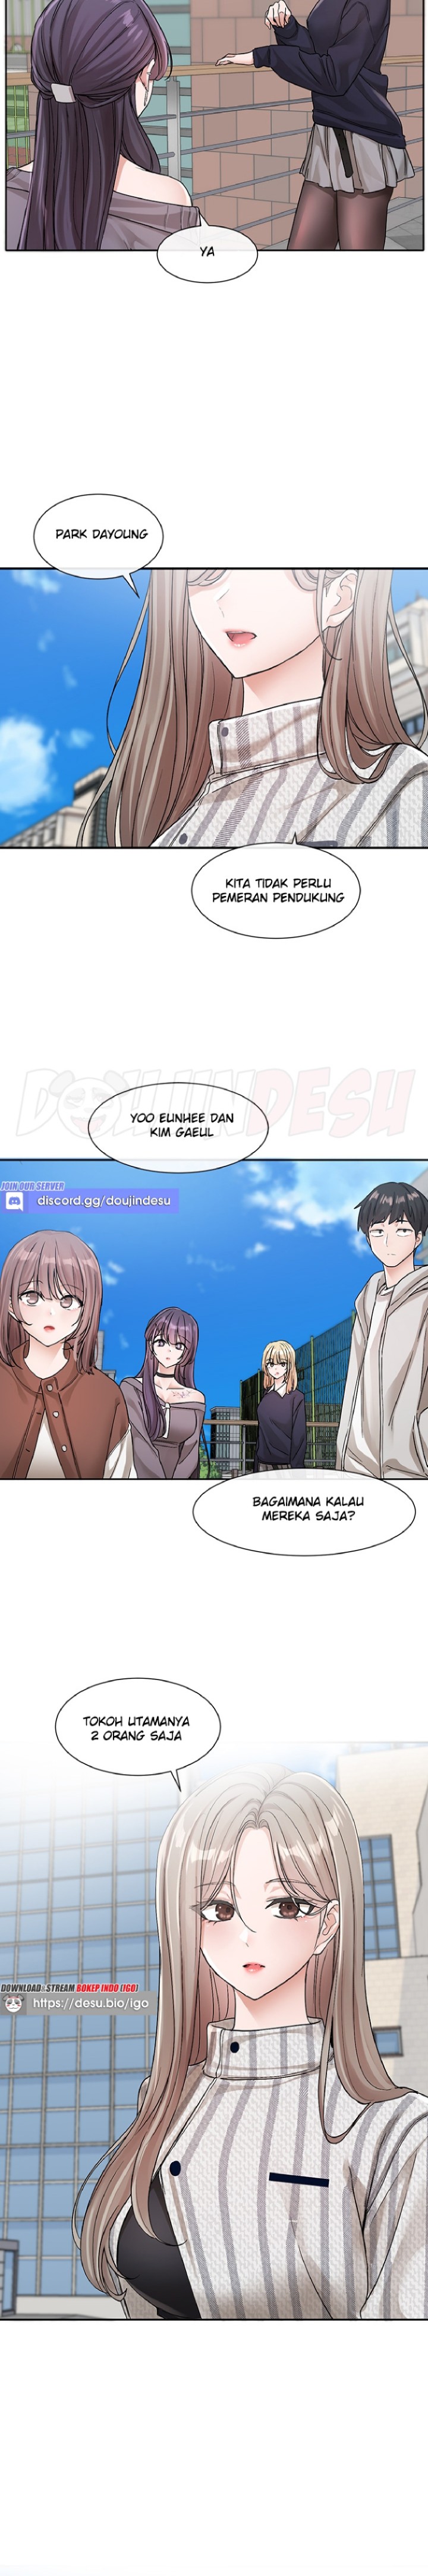 YA
PARK DAYOUNG
KITA TIDAK PERLU
PEMERAN PENDUKUNG
DOUJINDESU
YOO EUNHEE DAN
KIM GAEUL
JOIN OUR SERVER
discord.gg/doujindesu
BAGAIMANA KALAU
MEREKA SAJA?
TOKOH UTAMANYA
2 ORANG SAJA
DOWNLOAD & STREAM BOKEP INDO (IGO)
https://desu.bio/igo